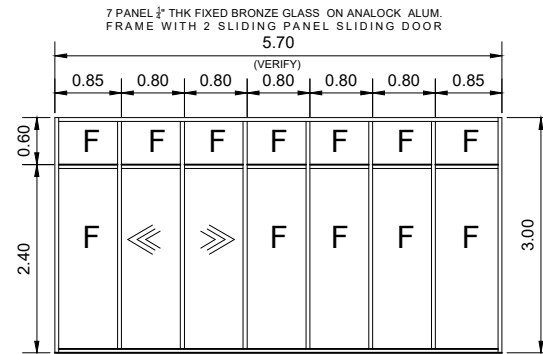 7 PANEL ¼" THK FIXED BRONZE GLASS ON ANALOCK ALUM.
FRAME WITH 2 SLIDING PANEL SLIDING DOOR
5.70
(VERIFY)
0.85 0.80 0.80 0.80 0.80 0.80 0.85
0.60
F F F F F F F
2.40
F F F F F
3.00